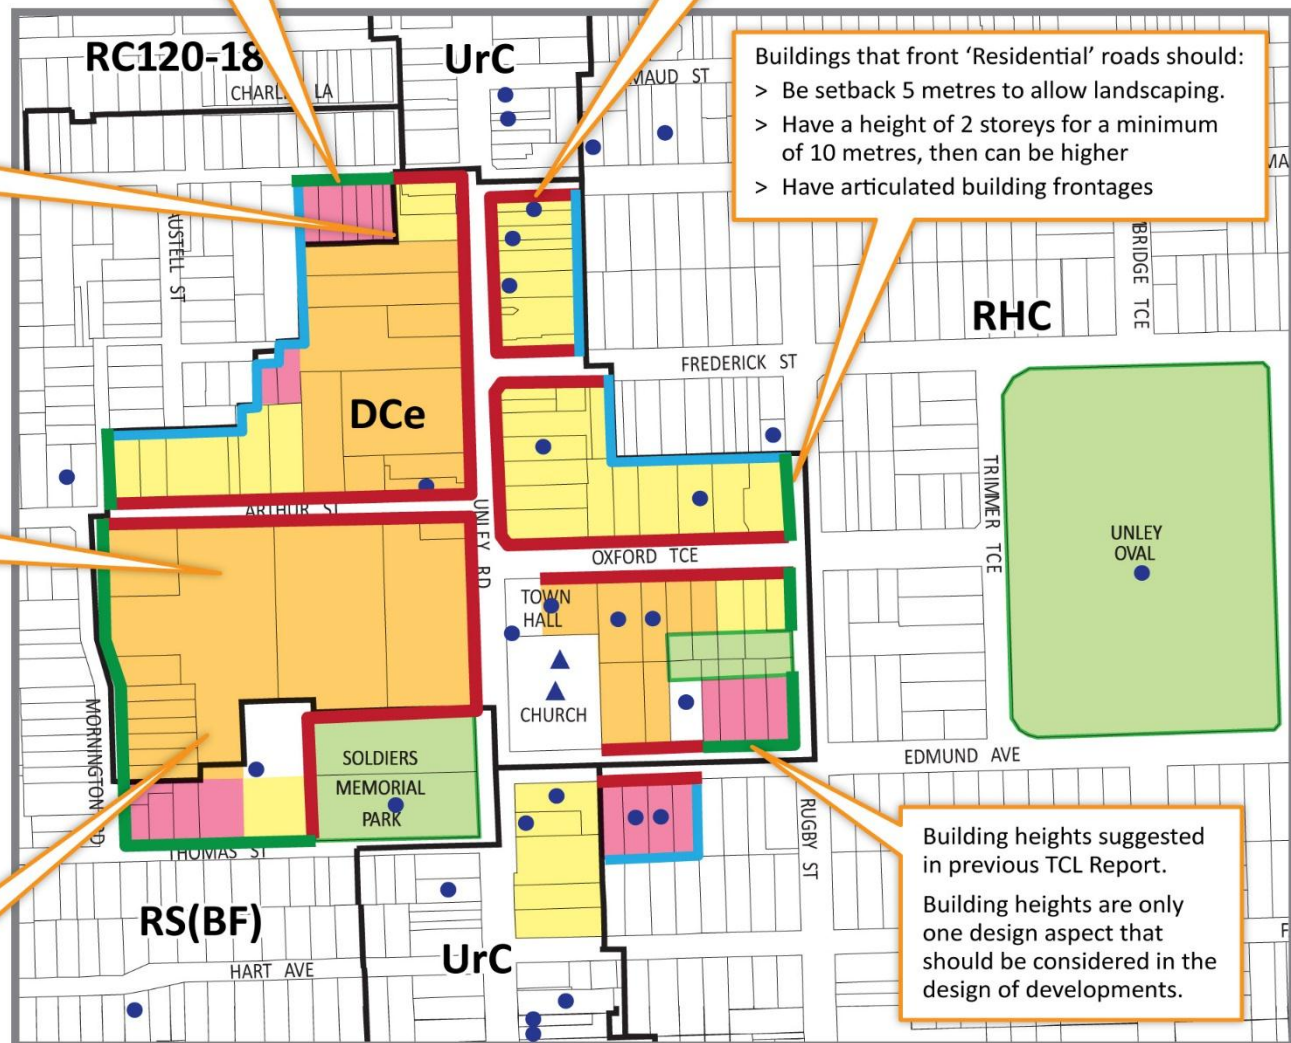 RC120-18
UrC
CHARL LA
MAUD ST
Buildings that front ‘Residential’ roads should:
> Be setback 5 metres to allow landscaping.
> Have a height of 2 storeys for a minimum
of 10 metres, then can be higher
> Have articulated building frontages
MA
AUSTELL ST
MBRIDGE TCE
RHC
FREDERICK ST
DCe
TRIMMER TCE
ARTHUR ST
UNLEY RD
UNLEY
OVAL
OXFORD TCE
TOWN
HALL
CHURCH
MORNINGTON RD
SOLDIERS
MEMORIAL
PARK
EDMUND AVE
RUGBY ST
THOMAS ST
Building heights suggested
in previous TCL Report.
Building heights are only
one design aspect that
should be considered in the
design of developments.
RS(BF)
UrC
HART AVE
F